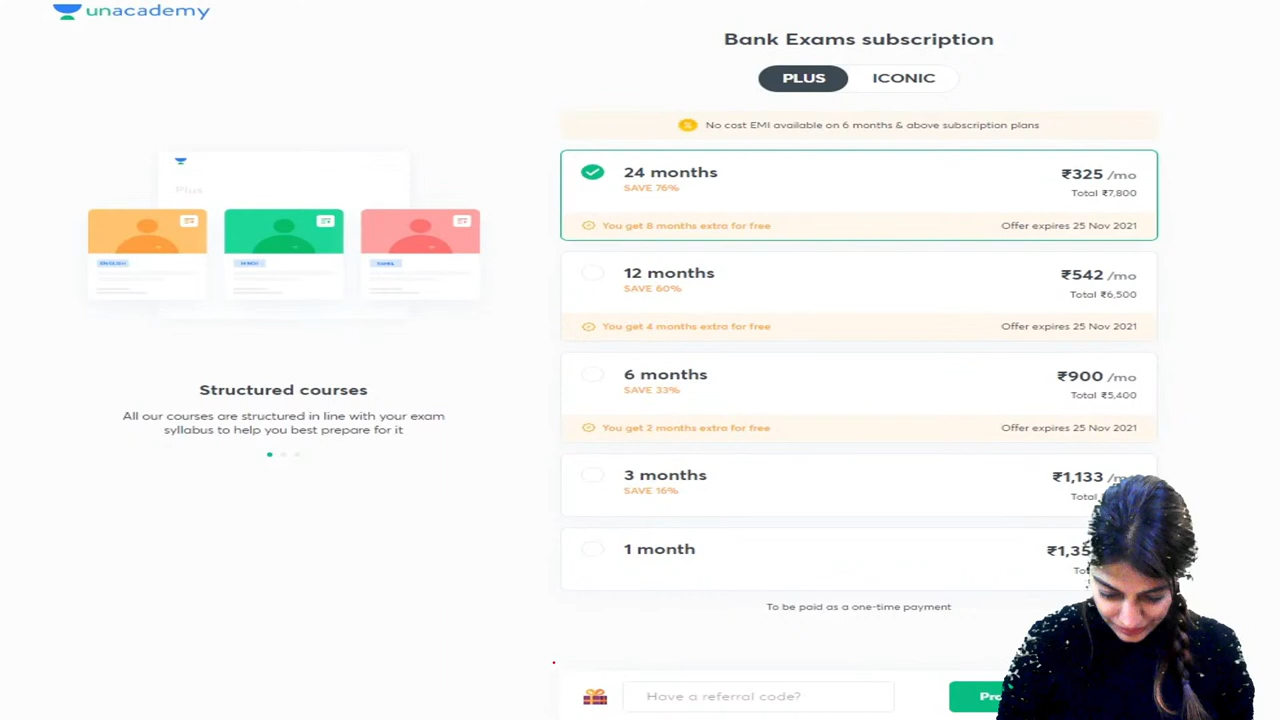 unacademy
Bank Exams subscription
PLUS
ICONIC
No cost EMI available on 6 months & above subscription plans
Plus
24 months
₹325 /mo
SAVE 76%
Total ₹7,800
You get 8 months extra for free
Offer expires 25 Nov 2021
ENGLISH
HINDI
TAMIL
12 months
₹542 /mo
SAVE 60%
Total ₹6,500
You get 4 months extra for free
Offer expires 25 Nov 2021
6 months
₹900 /mo
SAVE 33%
Total ₹5,400
Structured courses
All our courses are structured in line with your exam
syllabus to help you best prepare for it
You get 2 months extra for free
Offer expires 25 Nov 2021
3 months
₹1,133
SAVE 16%
Total
1 month
To be paid as a one-time payment
Have a referral code?